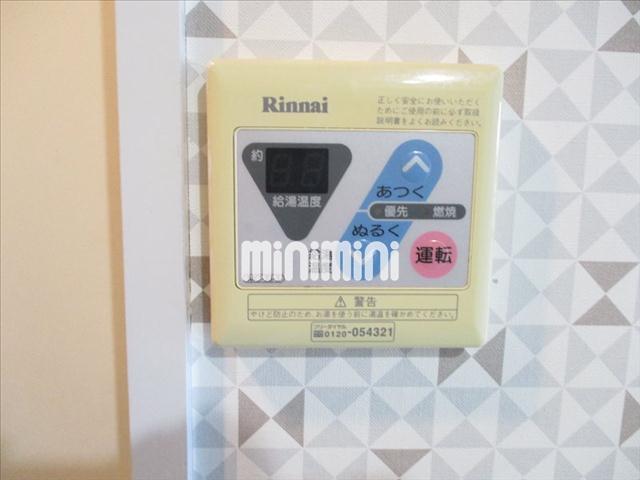 Rinnai
正しく安全にお使いいただく
ためにご使用の前に必ず取扱
説明書をよくお読みください。
約
給湯温度
あつく
優先 燃焼
ぬるく
給湯
温度
運転
minimini
警告
やけど防止のため、お湯を使う前に湯温を確かめてください。
フリーダイヤル
0120-054321